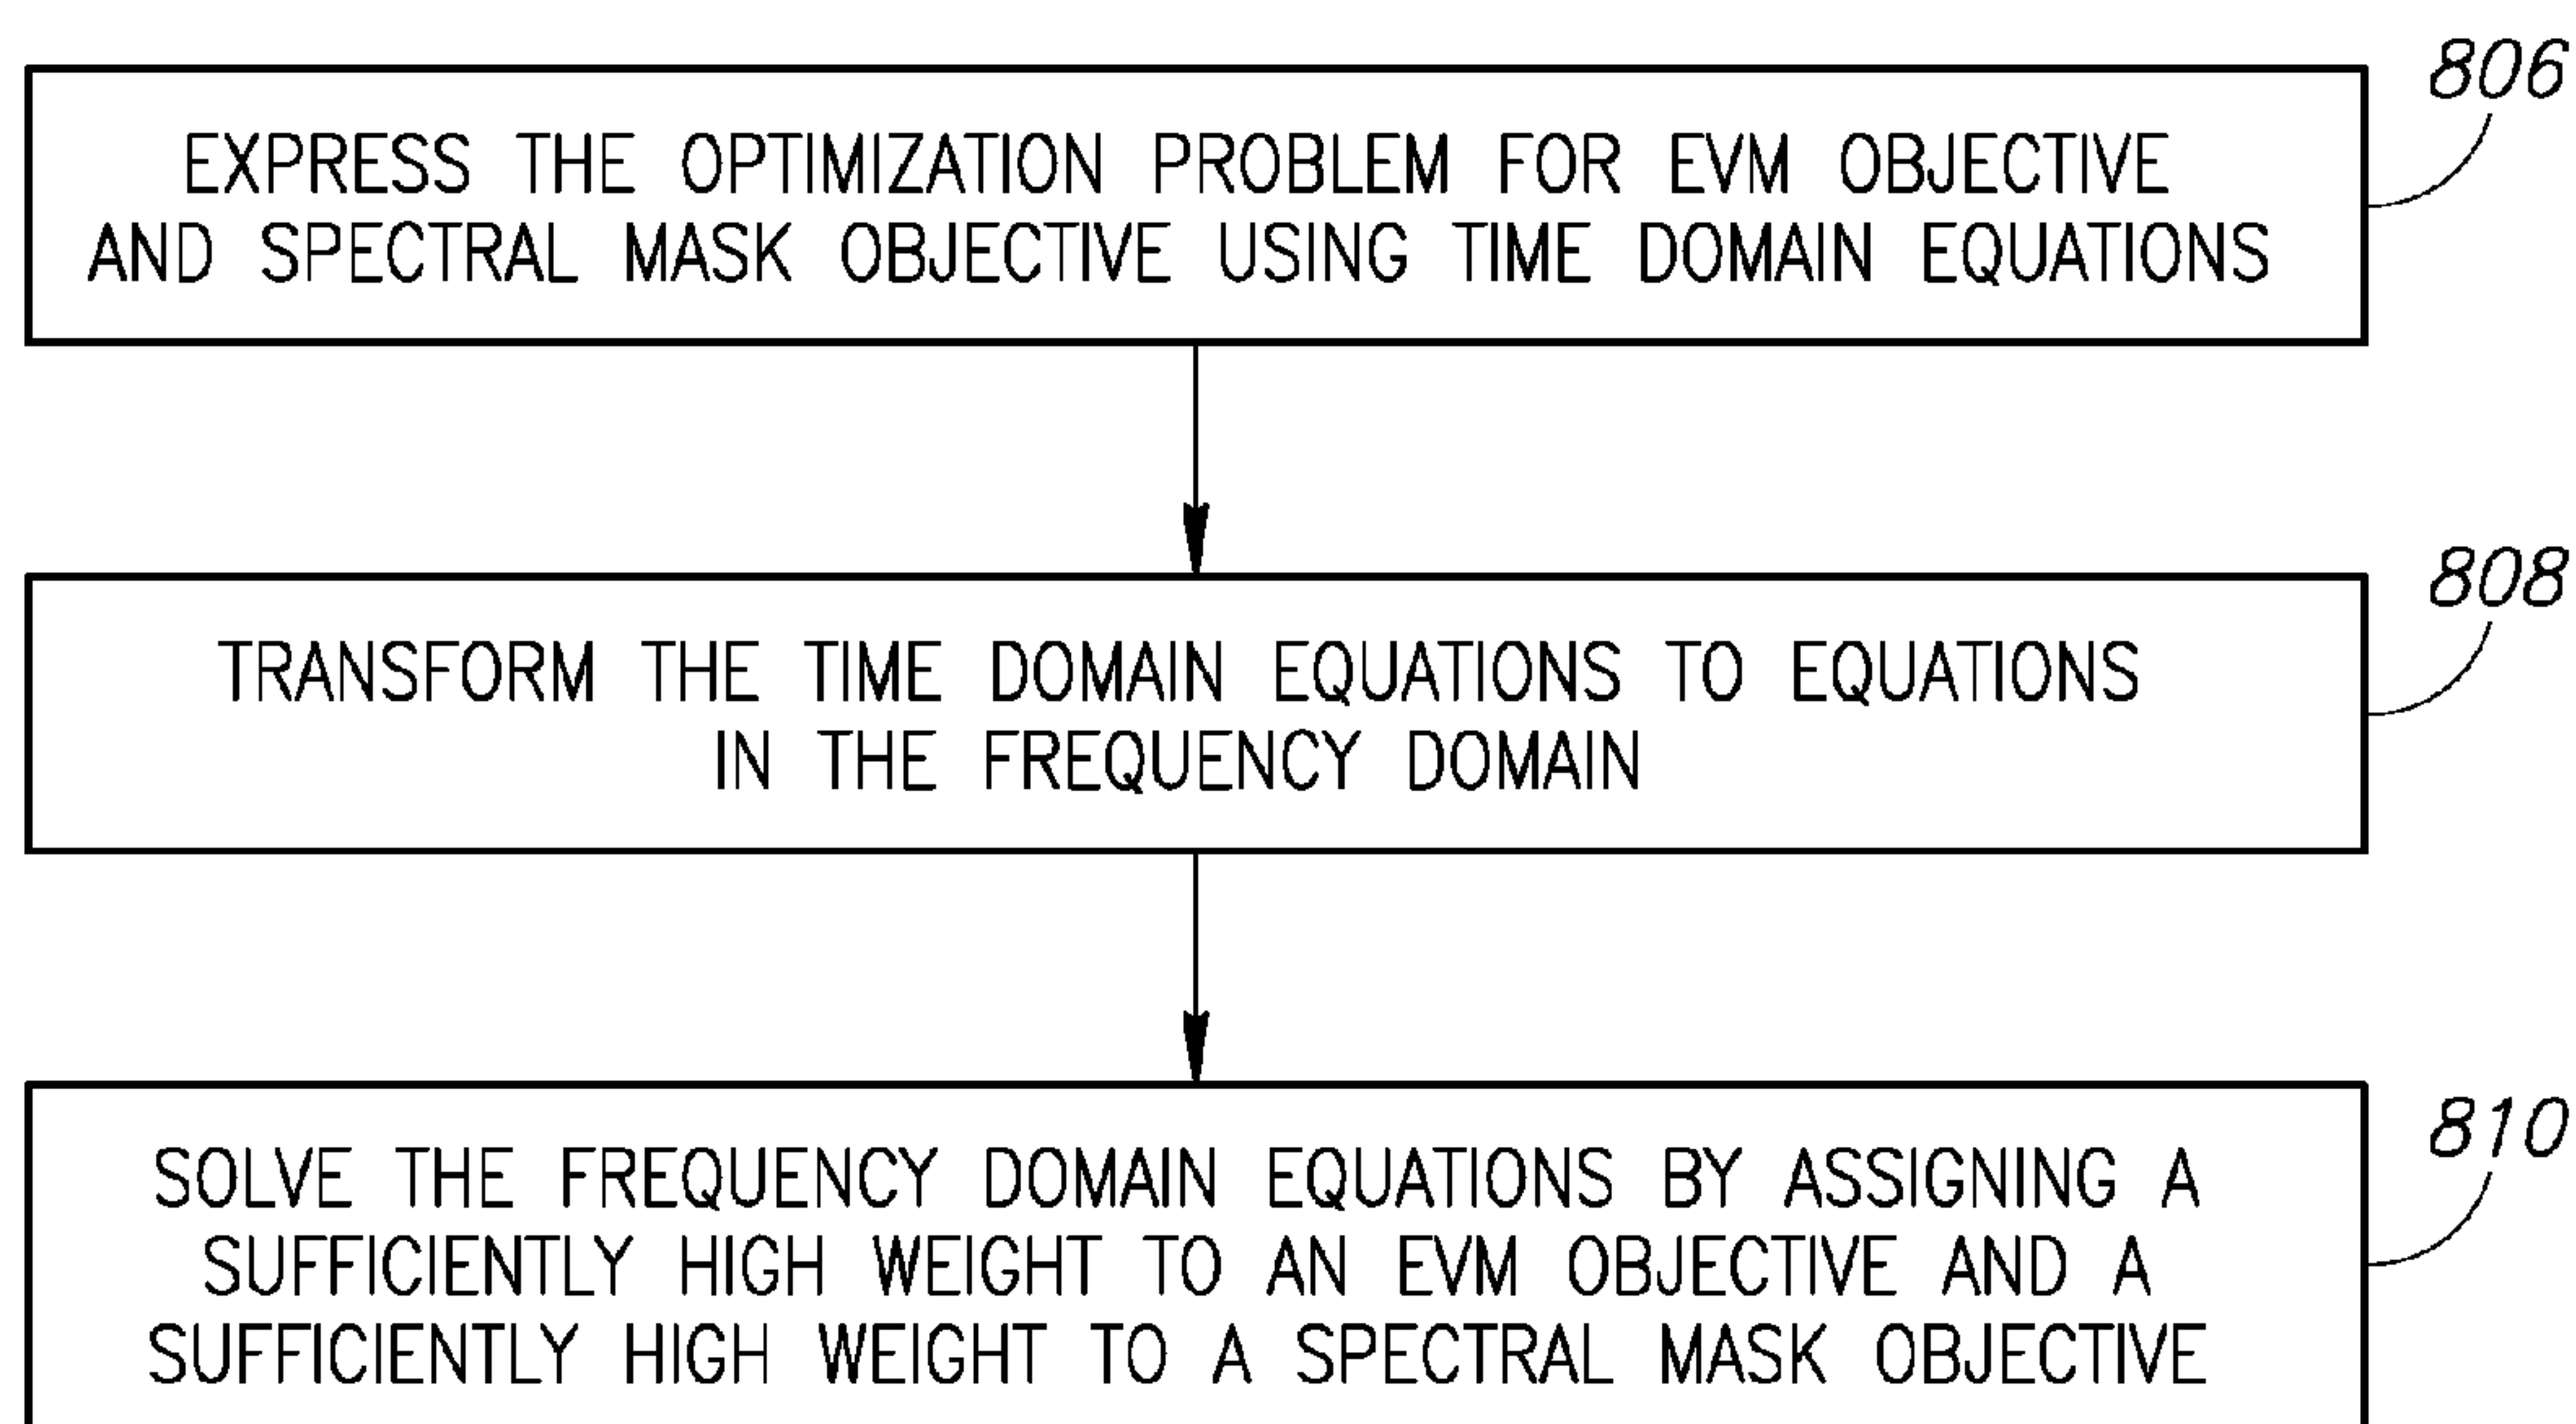 806
EXPRESS THE OPTIMIZATION PROBLEM FOR EVM OBJECTIVE
AND SPECTRAL MASK OBJECTIVE USING TIME DOMAIN EQUATIONS
808
TRANSFORM THE TIME DOMAIN EQUATIONS TO EQUATIONS
IN THE FREQUENCY DOMAIN
810
SOLVE THE FREQUENCY DOMAIN EQUATIONS BY ASSIGNING A
SUFFICIENTLY HIGH WEIGHT TO AN EVM OBJECTIVE AND A
SUFFICIENTLY HIGH WEIGHT TO A SPECTRAL MASK OBJECTIVE